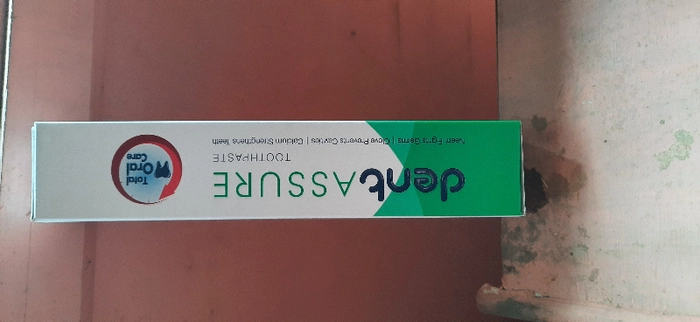 dentASSURE
TOOTHPASTE
Neem Fights Germs | Clove Prevents Cavities | Calcium Strengthens Teeth
Total
Oral
Care